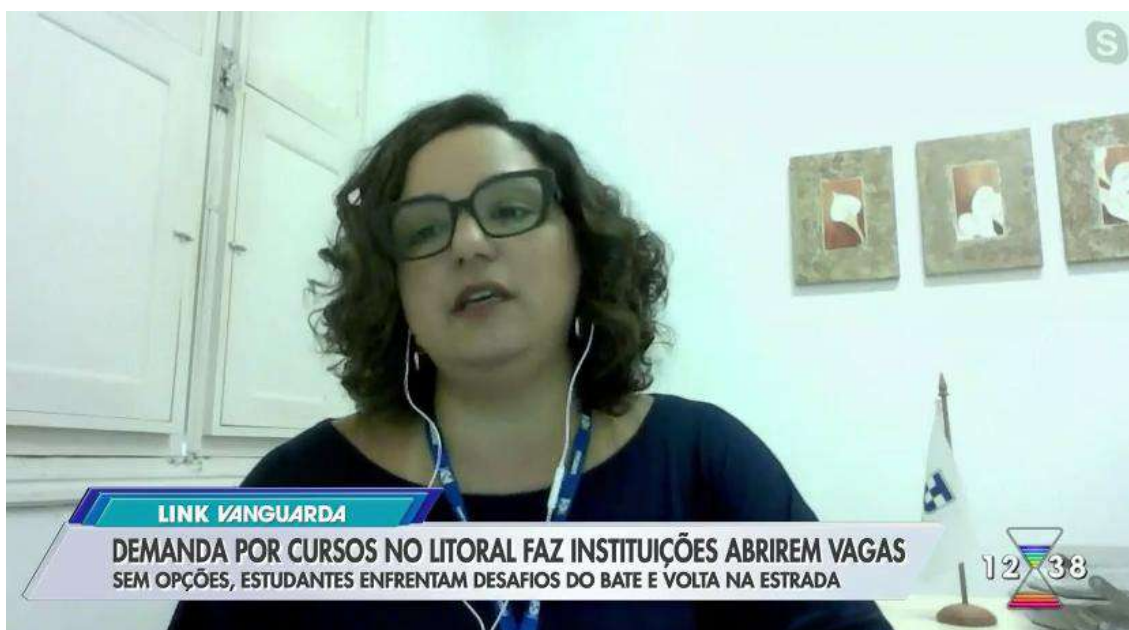 S
LINK VANGUARDA
DEMANDA POR CURSOS NO LITORAL FAZ INSTITUIÇÕES ABRIREM VAGAS
SEM OPÇÕES, ESTUDANTES ENFRENTAM DESAFIOS DO BATE E VOLTA NA ESTRADA
12 38